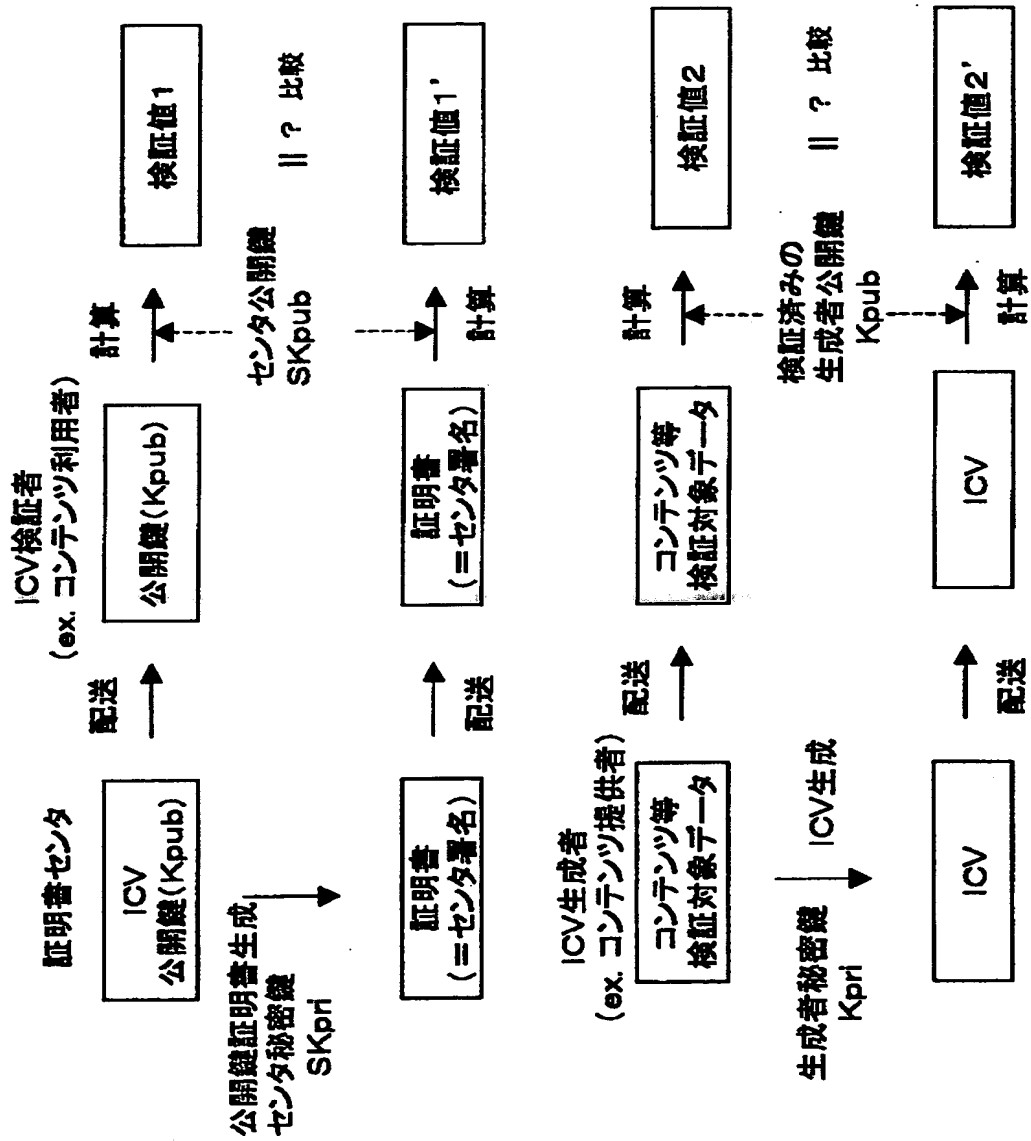 証明書センタ
ICV
公開鍵(Kpub)
公開鍵証明書生成
センタ秘密鍵
SKpri
証明書
(=センタ署名)
配送
配送
ICV検証者
(ex. コンテンツ利用者)
公開鍵(Kpub)
証明書
(=センタ署名)
計算
センタ公開鍵
SKpub
計算
検証値1
|| ? 比較
検証値1'
ICV生成者
(ex. コンテンツ提供者)
コンテンツ等
検証対象データ
生成者秘密鍵
Kpri
ICV生成
ICV
配送
配送
コンテンツ等
検証対象データ
ICV
計算
検証済みの
生成者公開鍵
Kpub
計算
検証値2
|| ? 比較
検証値2'